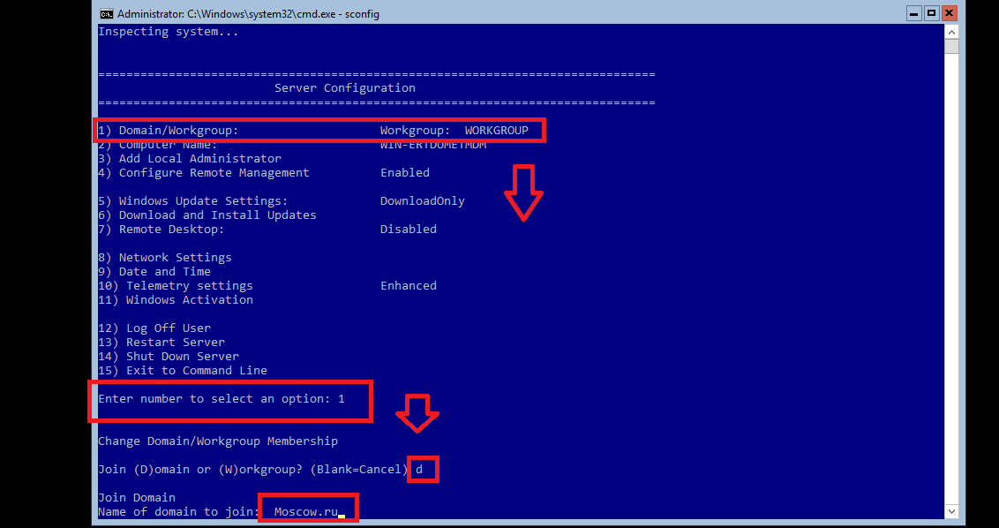 Administrator: C:\Windows\system32\cmd.exe - sconfig
Inspecting system...
===============================================================================
Server Configuration
===============================================================================
1) Domain/Workgroup: Workgroup: WORKGROUP
2) Computer Name: WIN-ERTDOMETMDM
3) Add Local Administrator
4) Configure Remote Management Enabled
5) Windows Update Settings: DownloadOnly
6) Download and Install Updates
7) Remote Desktop: Disabled
8) Network Settings
9) Date and Time
10) Telemetry settings Enhanced
11) Windows Activation
12) Log Off User
13) Restart Server
14) Shut Down Server
15) Exit to Command Line
Enter number to select an option: 1
Change Domain/Workgroup Membership
Join (D)omain or (W)orkgroup? (Blank=Cancel) d
Join Domain
Name of domain to join: Moscow.ru